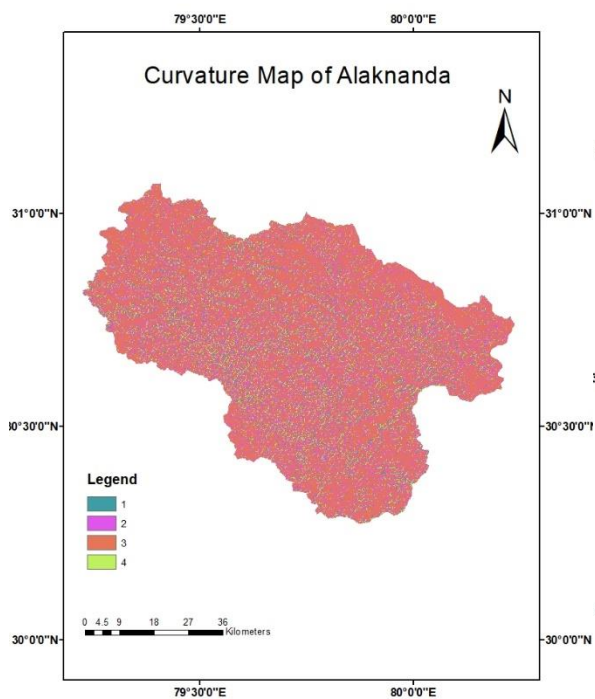 79°30'0"E 80°0'0"E
Curvature Map of Alaknanda
N
31°0'0"N 31°0'0"N
30°30'0"N 30°30'0"N
Legend
1
2
3
4
0 4.5 9 18 27 36
Kilometers
30°0'0"N 30°0'0"N
79°30'0"E 80°0'0"E